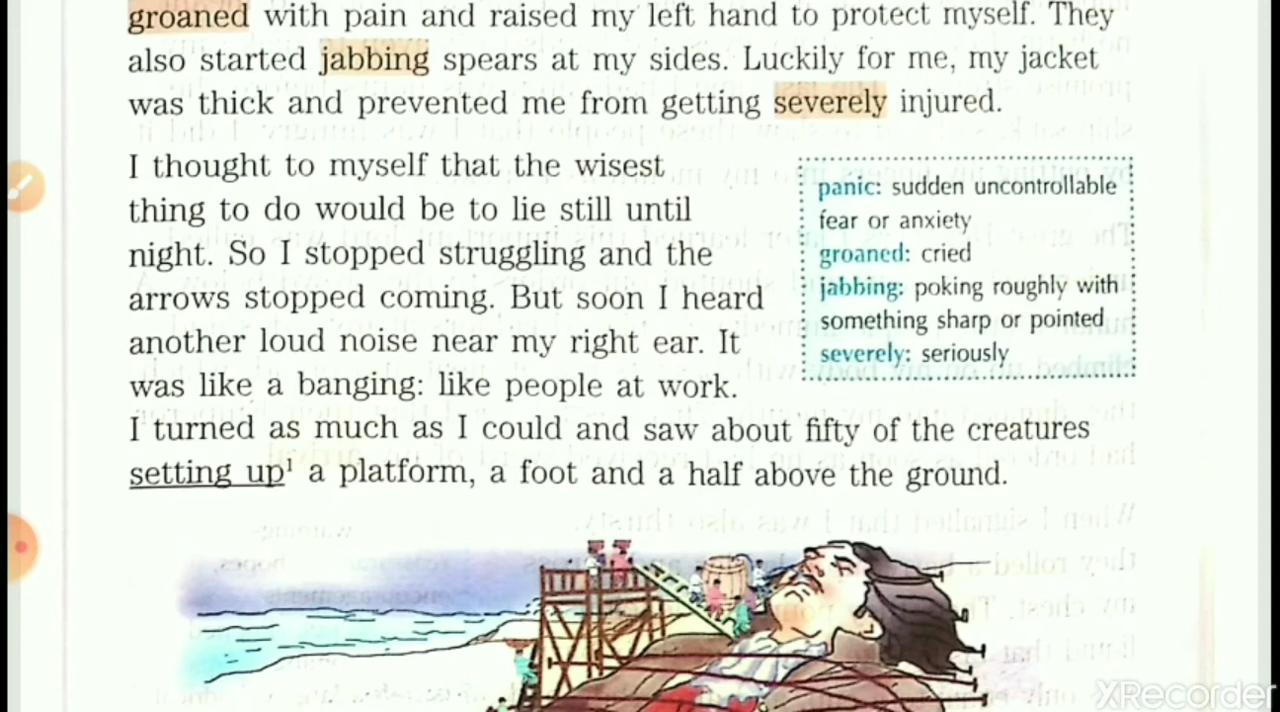 groaned with pain and raised my left hand to protect myself. They
also started jabbing spears at my sides. Luckily for me, my jacket
was thick and prevented me from getting severely injured.
I thought to myself that the wisest
thing to do would be to lie still until
night. So I stopped struggling and the
arrows stopped coming. But soon I heard
another loud noise near my right ear. It
was like a banging: like people at work.
I turned as much as I could and saw about fifty of the creatures
setting up¹ a platform, a foot and a half above the ground.
panic: sudden uncontrollable
fear or anxiety
groaned: cried
jabbing: poking roughly with
something sharp or pointed
severely: seriously
XRecorder